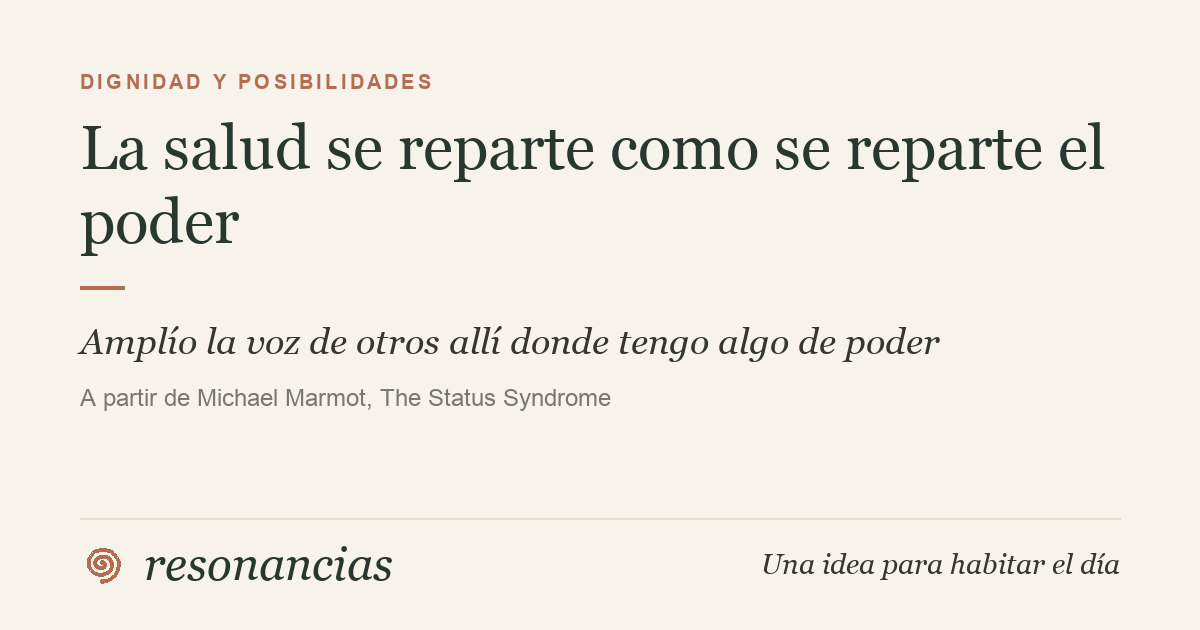 DIGNIDAD Y POSIBILIDADES
La salud se reparte como se reparte el
poder
Amplío la voz de otros allí donde tengo algo de poder
A partir de Michael Marmot, The Status Syndrome
resonancias
Una idea para habitar el día